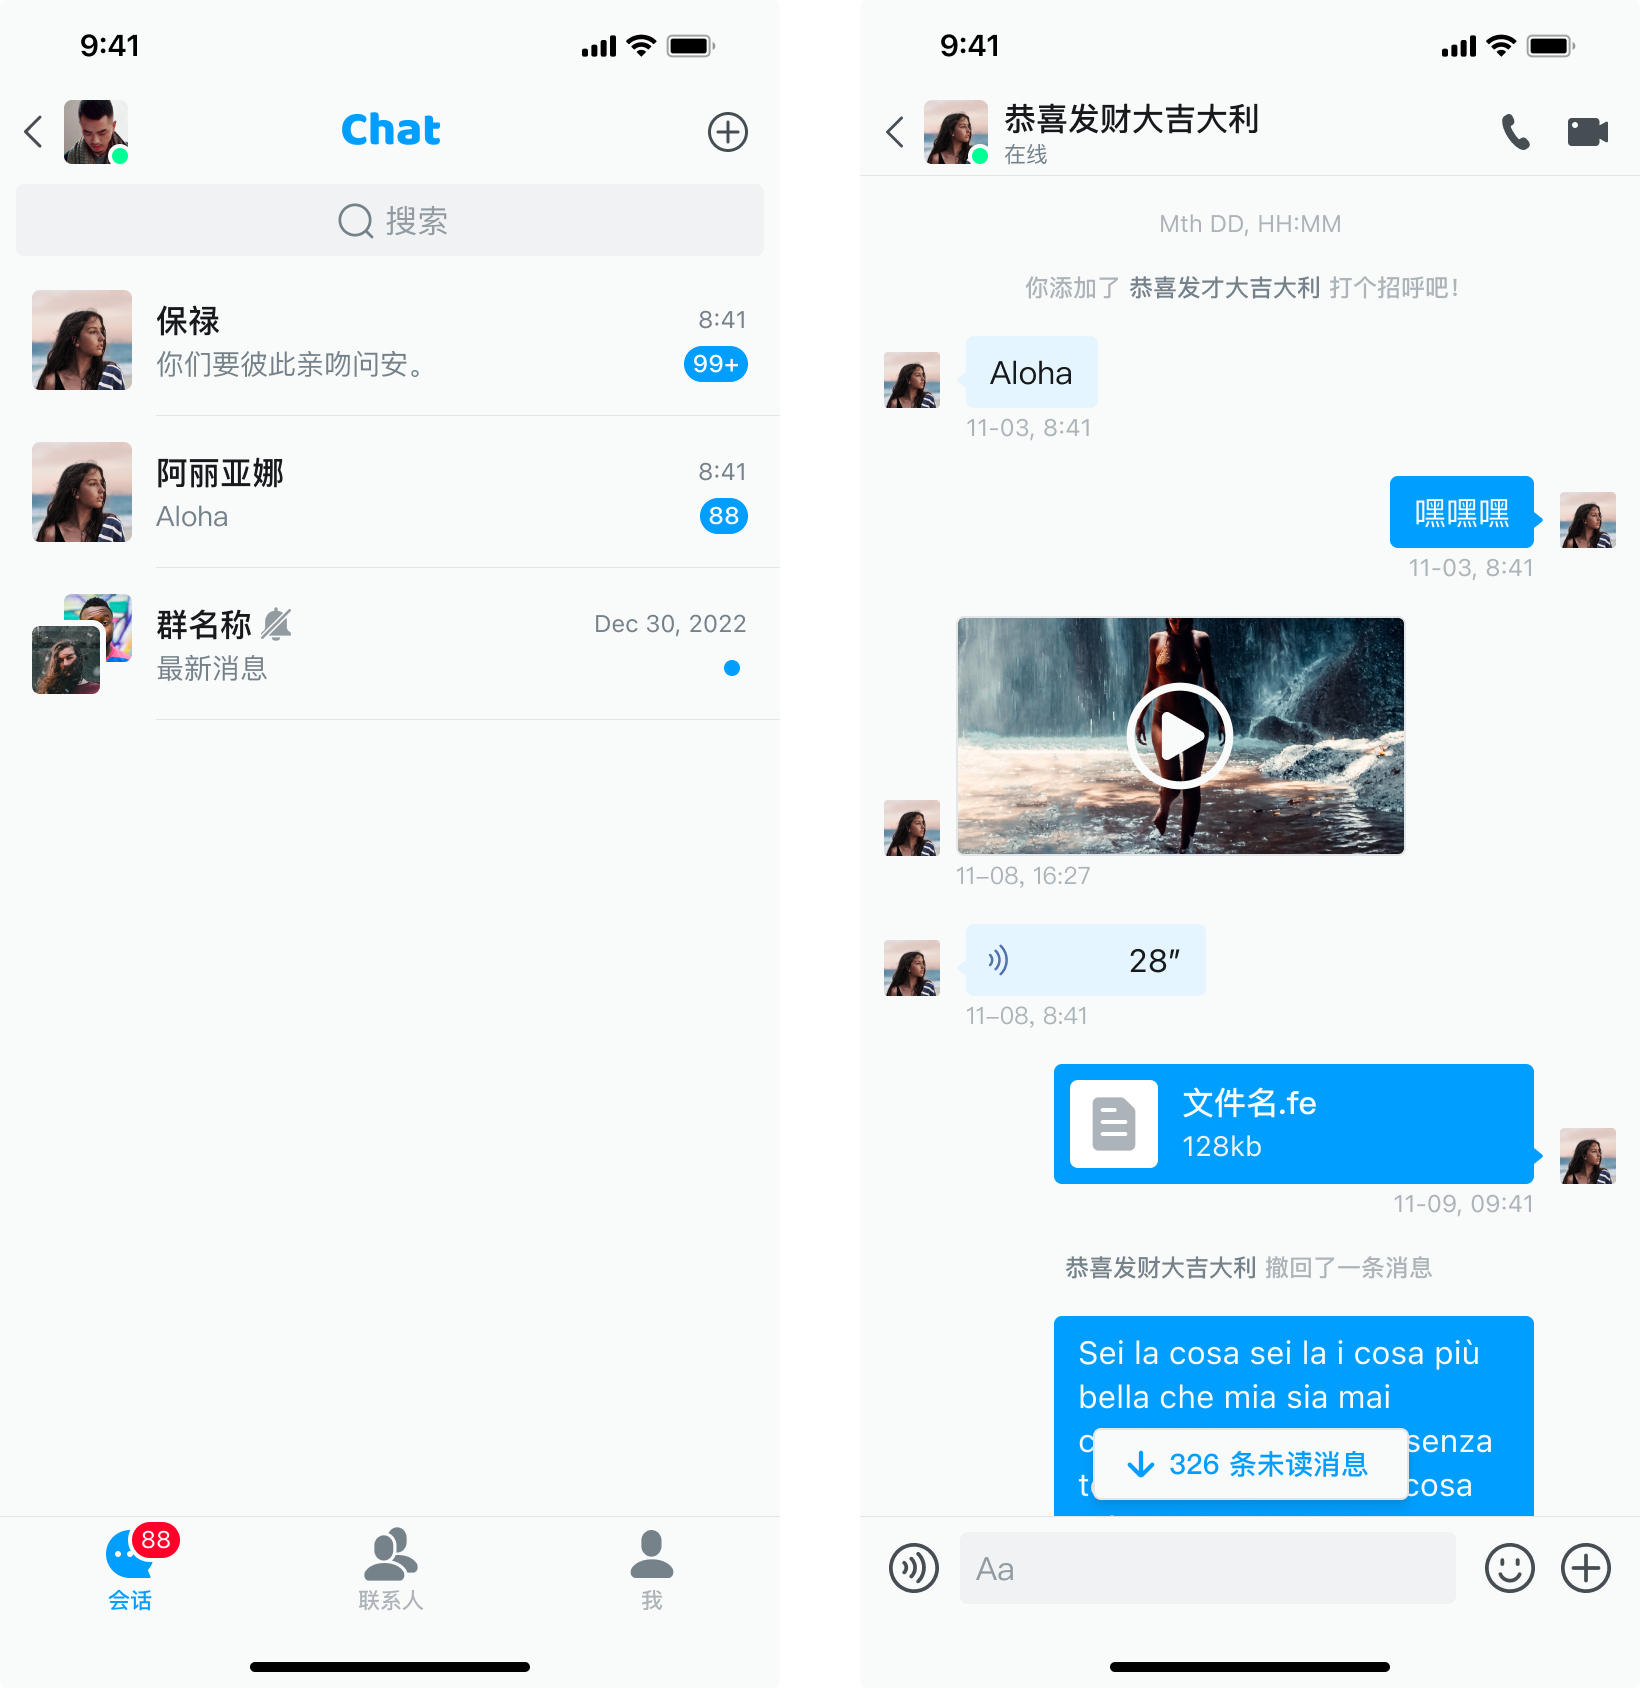 9:41
Chat
搜索
保禄
8:41
你们要彼此亲吻问安。
99+
阿丽亚娜
8:41
Aloha
88
群名称
Dec 30, 2022
最新消息
88
会话
联系人
我
9:41
恭喜发财大吉大利
在线
Mth DD, HH:MM
你添加了 恭喜发才大吉大利 打个招呼吧！
Aloha
11-03, 8:41
嘿嘿嘿
11-03, 8:41
11–08, 16:27
28″
11–08, 8:41
文件名.fe
128kb
11-09, 09:41
恭喜发财大吉大利 撤回了一条消息
Sei la cosa sei la i cosa più
bella che mia sia mai
senza
326 条未读消息
cosa
Aa